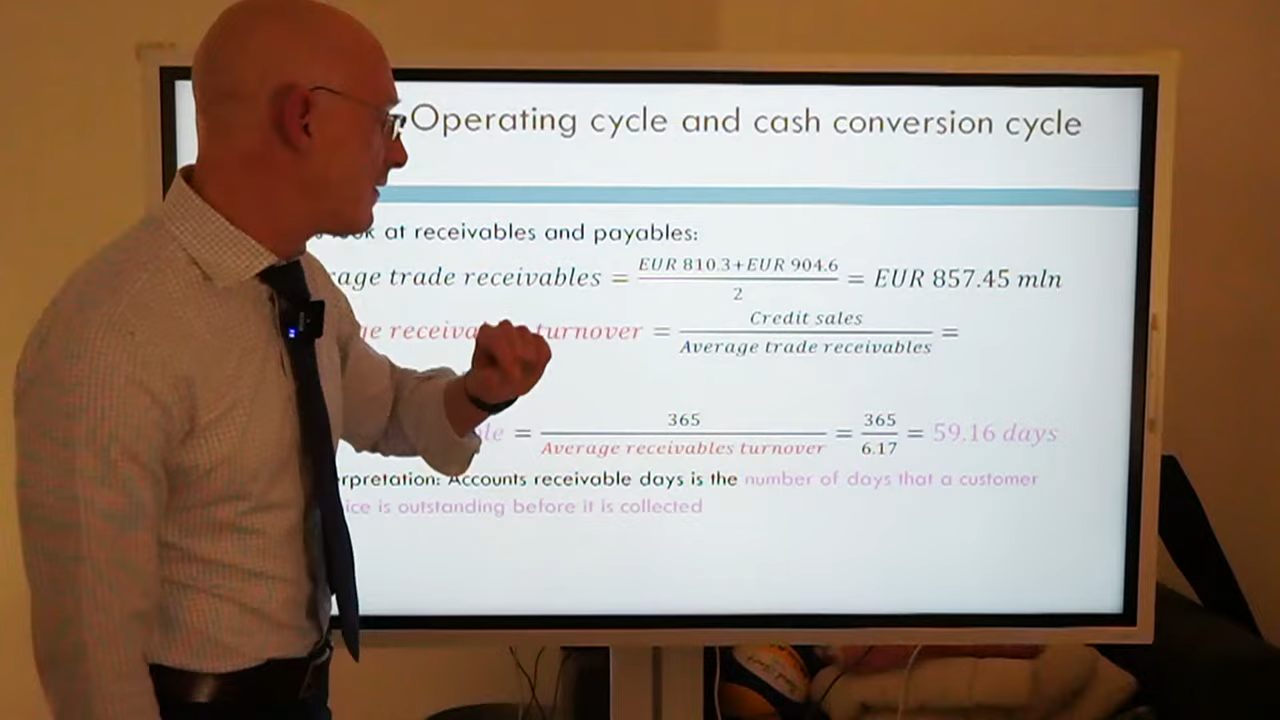 Operating cycle and cash conversion cycle
at receivables and payables:
age trade receivables = EUR 810.3+EUR 904.6 / 2 = EUR 857.45 mln
turnover = Credit sales / Average trade receivables =
= 365 / Average receivables turnover = 365 / 6.17 = 59.16 days
rpretation: Accounts receivable days is the number of days that a customer
ice is outstanding before it is collected